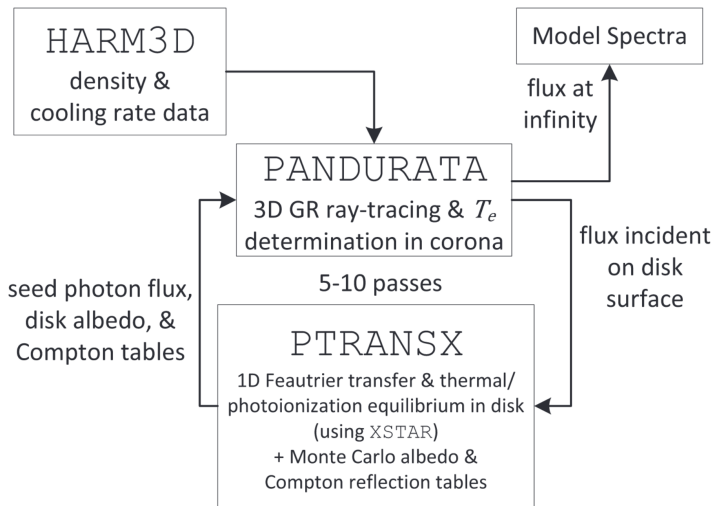 HARM3D
density &
cooling rate data
Model Spectra
flux at
infinity
PANDURATA
3D GR ray-tracing & Te
determination in corona
flux incident
on disk
surface
seed photon flux,
disk albedo, &
Compton tables
5-10 passes
PTRANSX
1D Feautrier transfer & thermal/
photoionization equilibrium in disk
(using XSTAR)
+ Monte Carlo albedo &
Compton reflection tables